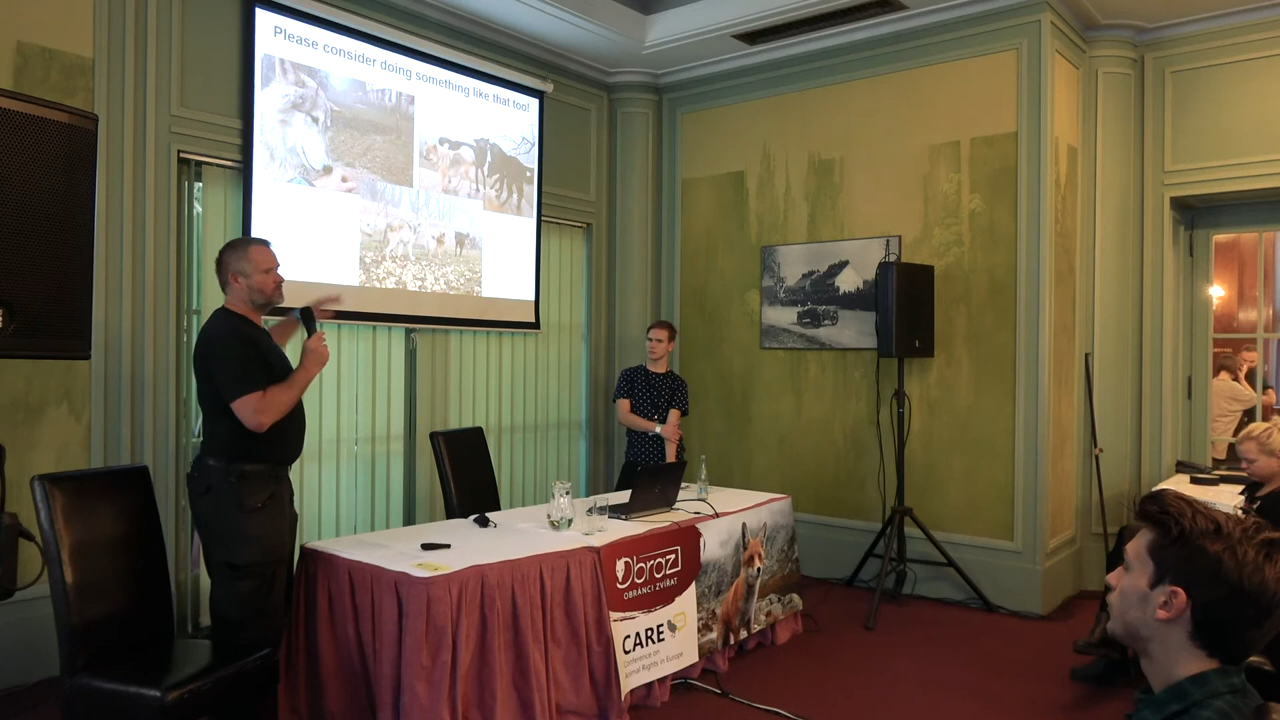 Please consider doing something like that too!
Obraz
OBRÁNCI ZVÍŘAT
CARE
Conference on
Animal Rights in Europe